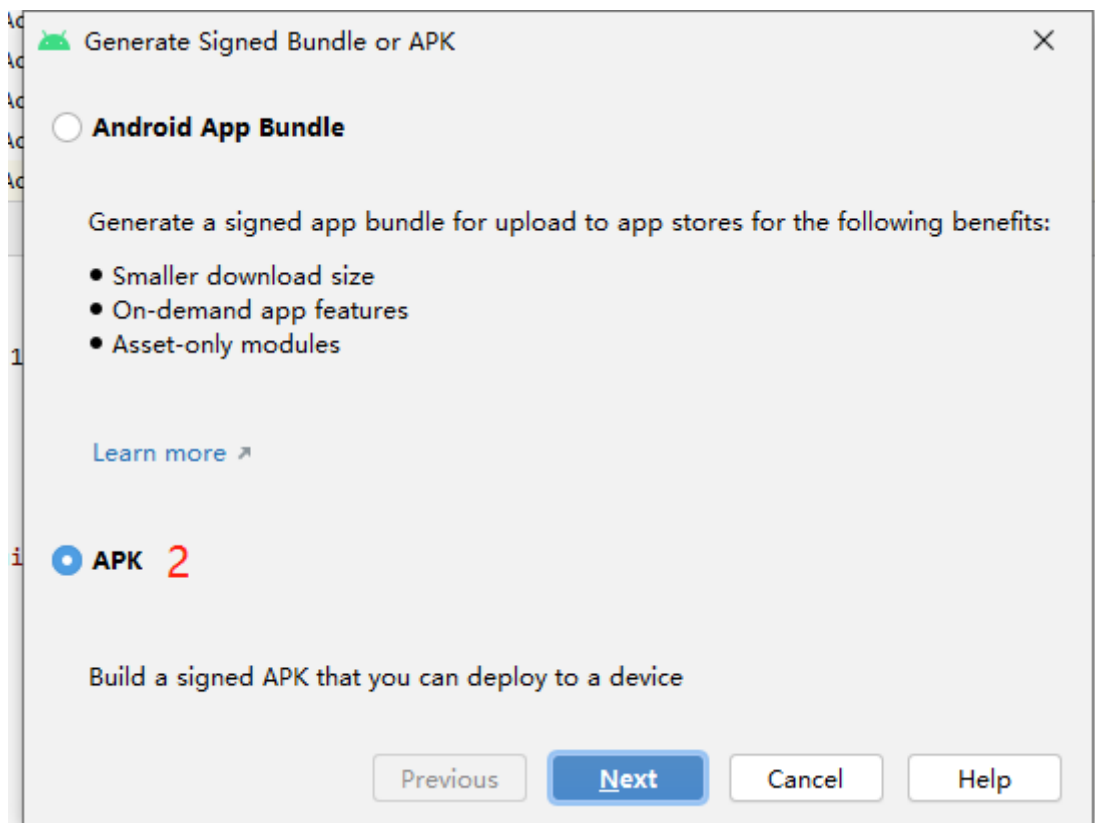 Generate Signed Bundle or APK
Android App Bundle
Generate a signed app bundle for upload to app stores for the following benefits:
• Smaller download size
• On-demand app features
• Asset-only modules
1
Learn more ↗
i
APK 2
Build a signed APK that you can deploy to a device
Previous Next Cancel Help